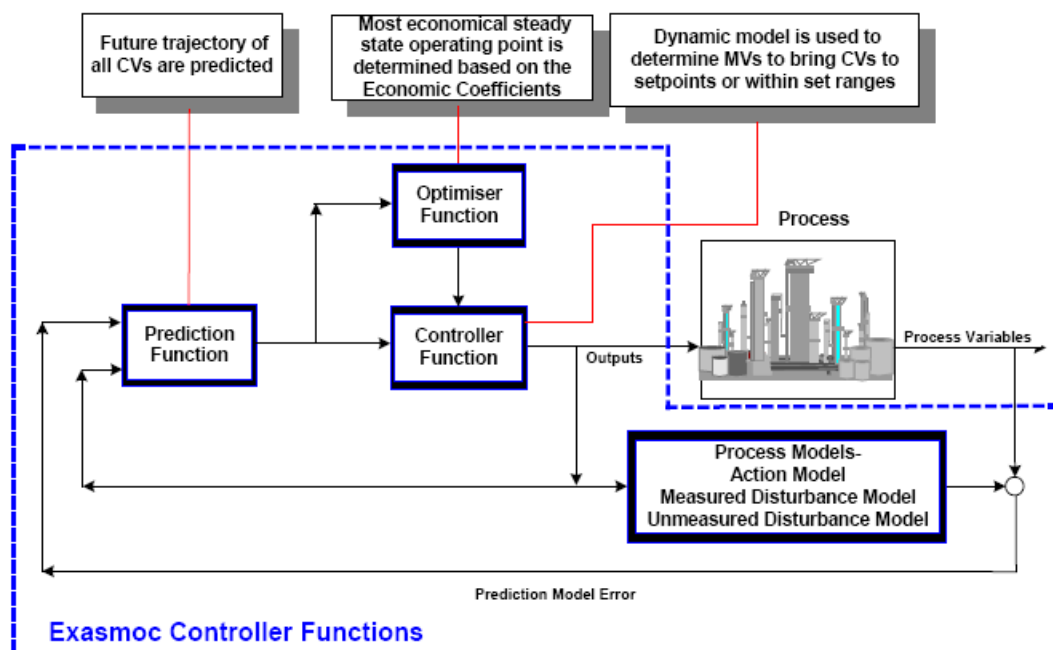 Future trajectory of
all CVs are predicted
Most economical steady
state operating point is
determined based on the
Economic Coefficients
Dynamic model is used to
determine MVs to bring CVs to
setpoints or within set ranges
Optimiser
Function
Process
Prediction
Function
Controller
Function
Outputs
Process Variables
Process Models-
Action Model
Measured Disturbance Model
Unmeasured Disturbance Model
Prediction Model Error
Exasmoc Controller Functions